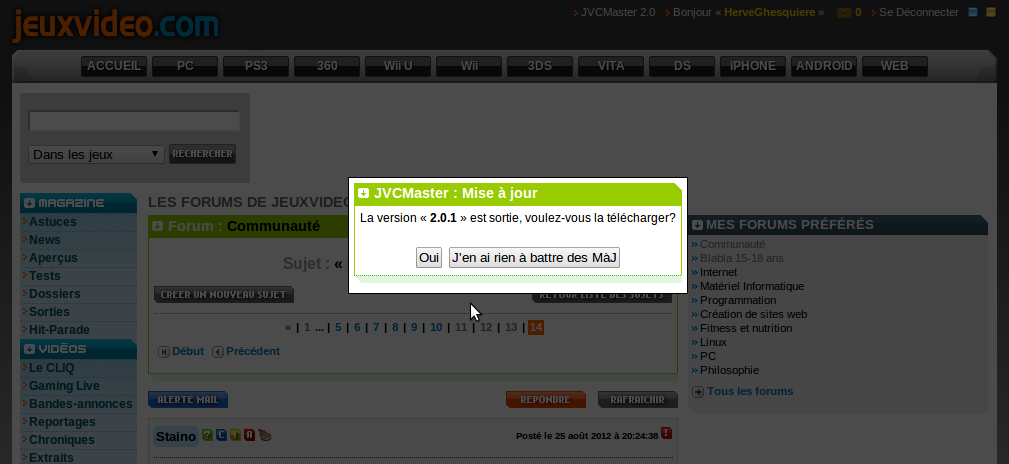 jeuxvideo.com
JVCMaster 2.0 Bonjour « HerveGhesquiere » 0 Se Déconnecter
ACCUEIL PC PS3 360 Wii U Wii 3DS VITA DS iPHONE ANDROID WEB
Dans les jeux RECHERCHER
JVCMaster : Mise à jour
La version « 2.0.1 » est sortie, voulez-vous la télécharger?
Oui J'en ai rien à battre des MàJ
MAGAZINE
Astuces
News
Aperçus
Tests
Dossiers
Sorties
Hit-Parade
VIDÉOS
Le CLIQ
Gaming Live
Bandes-annonces
Reportages
Chroniques
Extraits
LES FORUMS DE JEUXVIDEO
Forum : Communauté
Sujet : «
CREER UN NOUVEAU SUJET RETOUR LISTE DES SUJETS
« | 1 ... | 5 | 6 | 7 | 8 | 9 | 10 | 11 | 12 | 13 | 14
Début Précédent
ALERTE MAIL RÉPONDRE RAFRAICHIR
Staino ? C J A Posté le 25 août 2012 à 20:24:38 !
MES FORUMS PRÉFÉRÉS
Communauté
Blabla 15-18 ans
Internet
Matériel Informatique
Programmation
Création de sites web
Fitness et nutrition
Linux
PC
Philosophie
Tous les forums